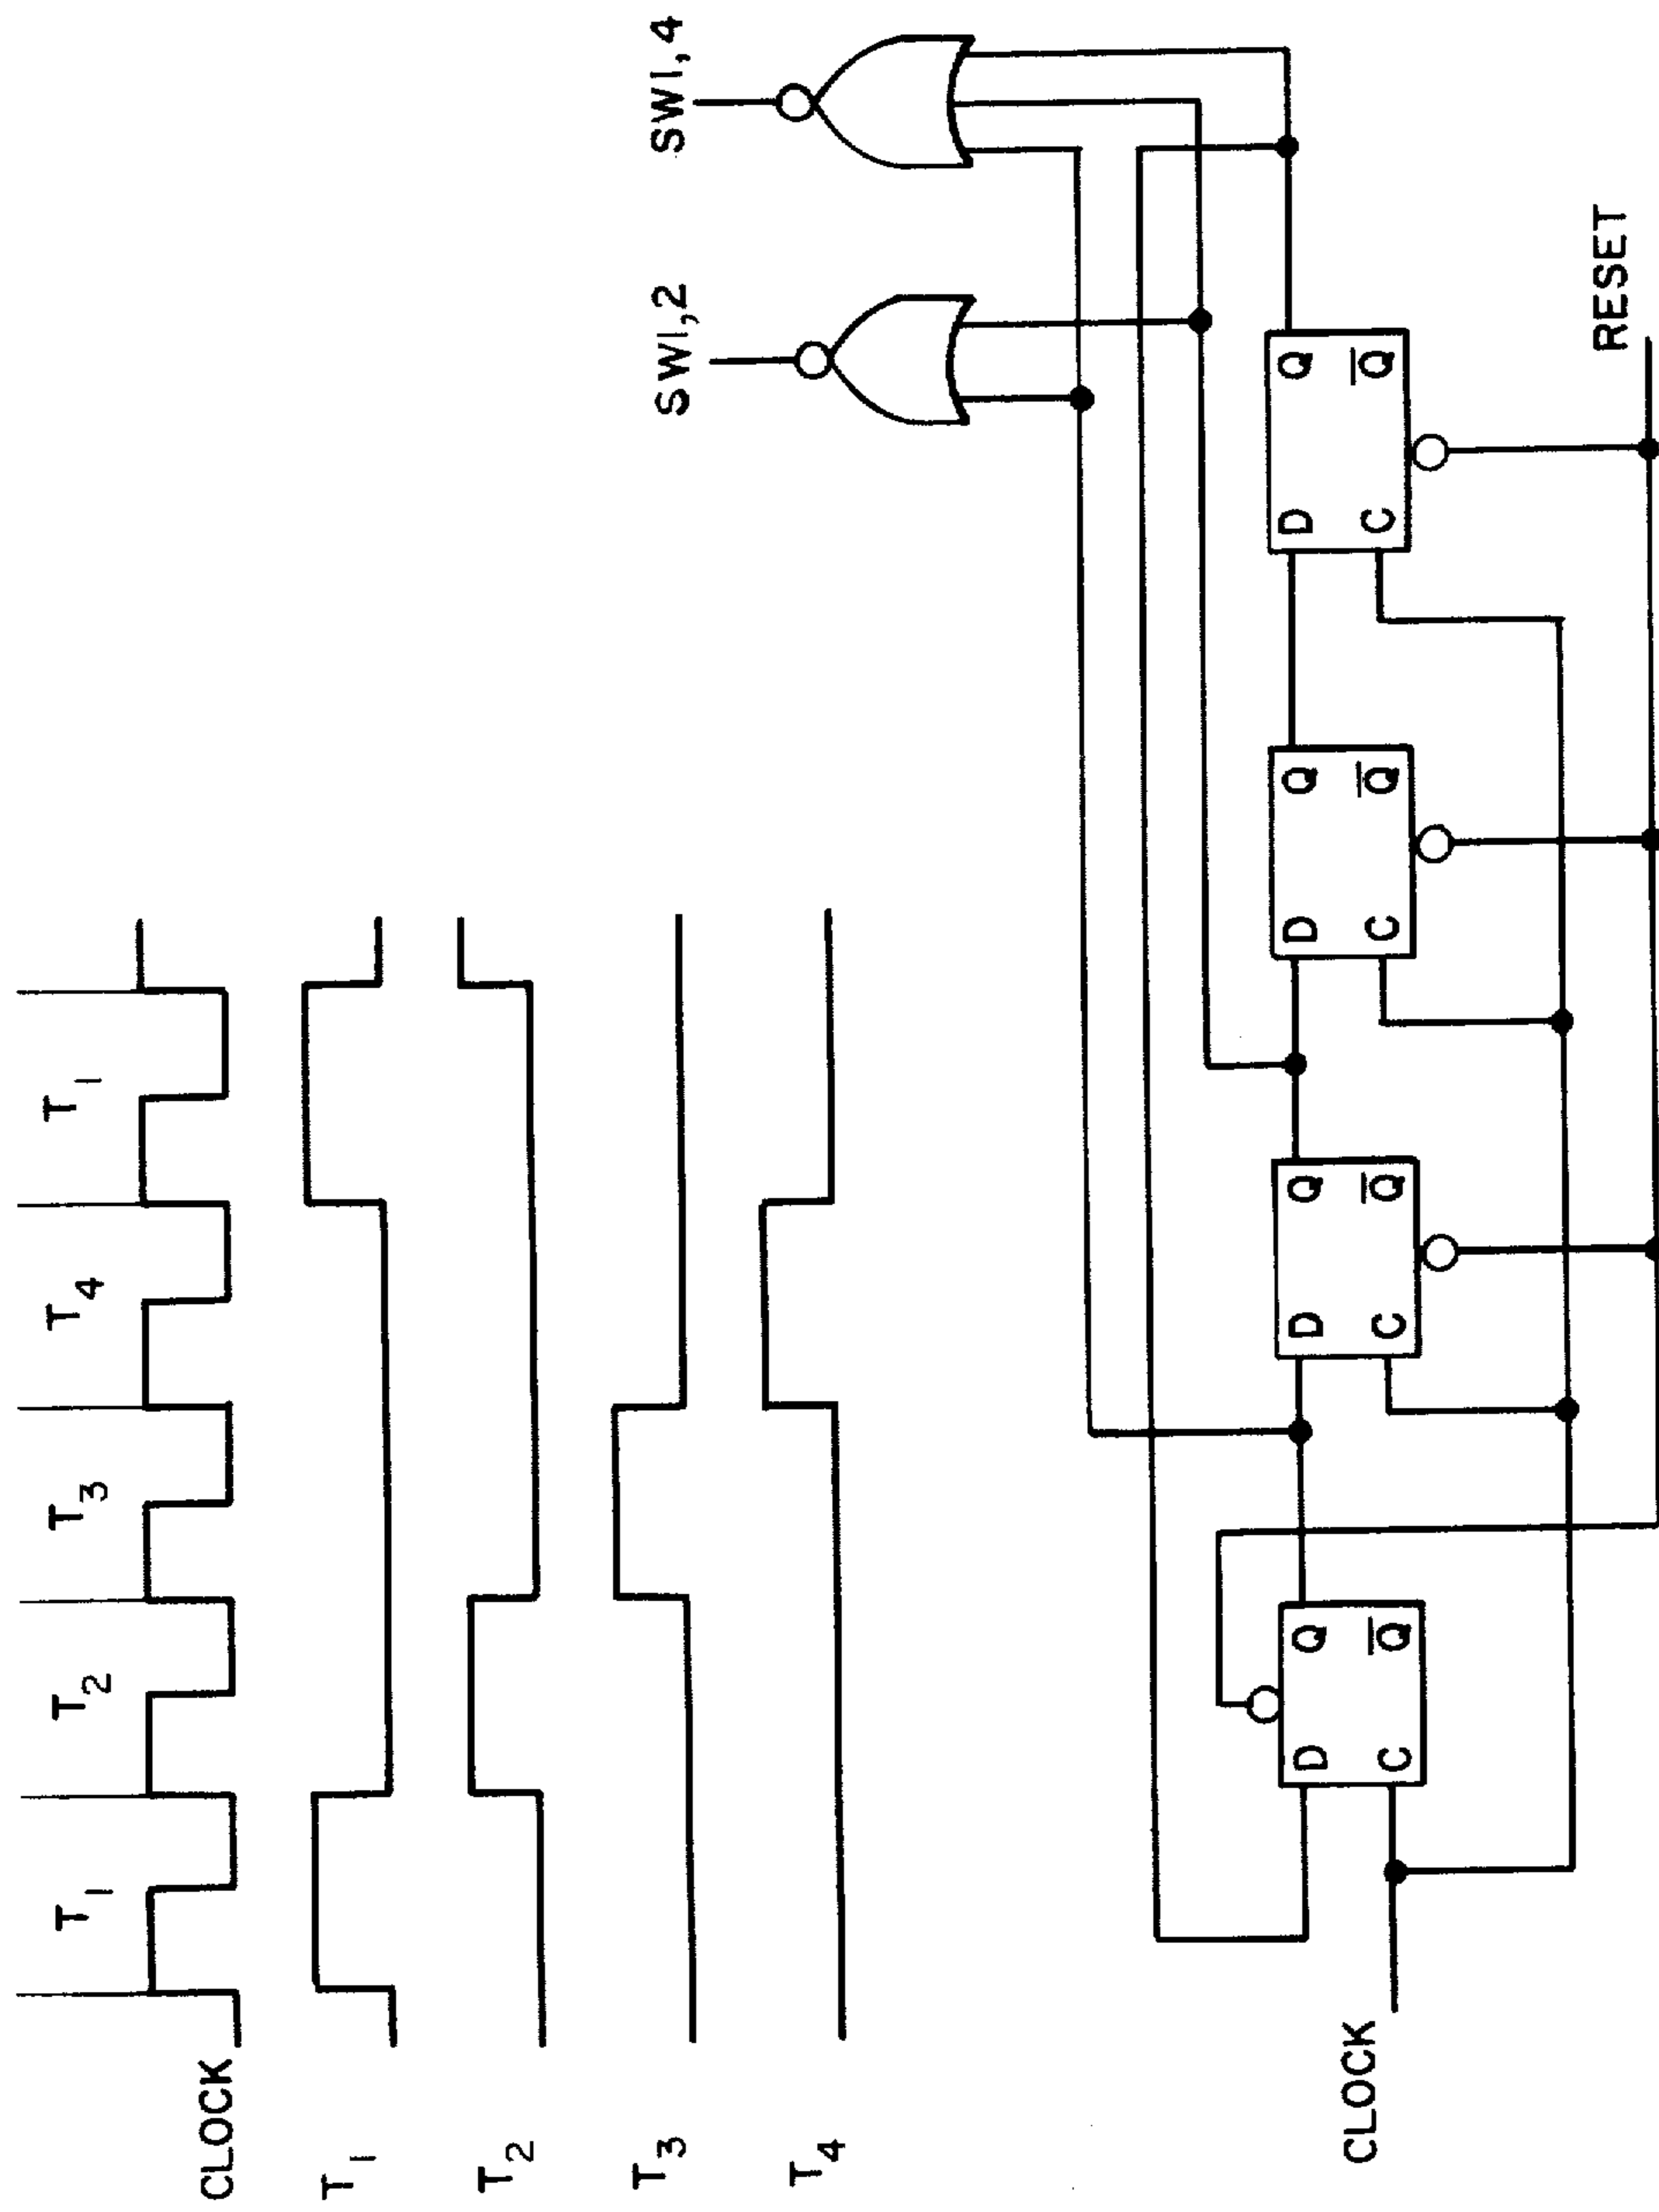 T1 T2 T3 T4 T1
CLOCK
T1
T2
T3
T4
SW1,2 SW1,4
D Q D Q D Q D Q
C Q̅ C Q̅ C Q̅ C Q̅
CLOCK
RESET